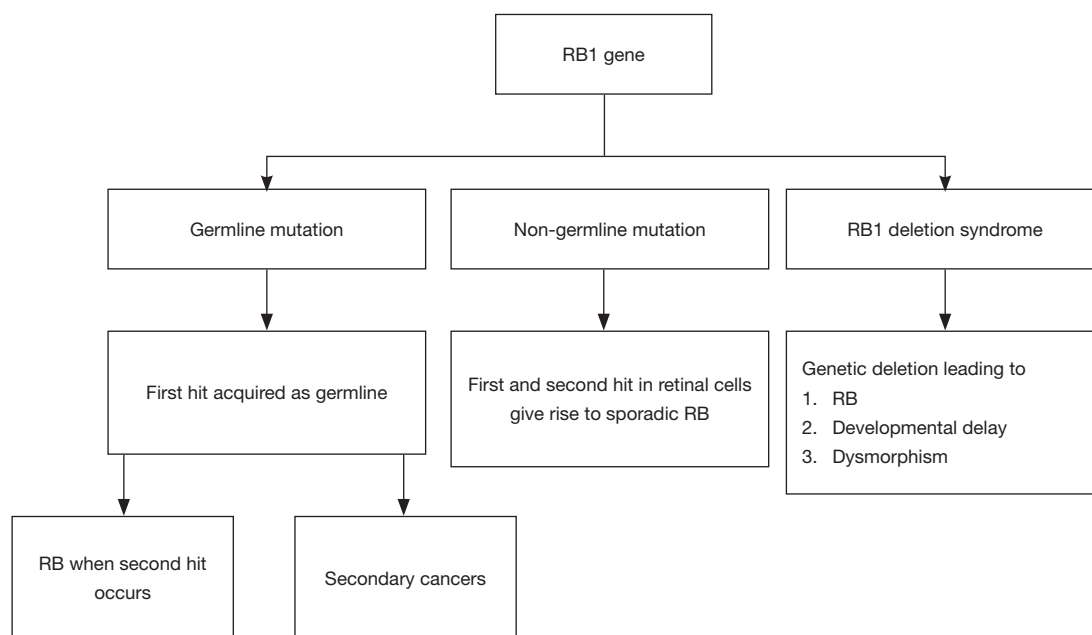 RB1 gene
Germline mutation
Non-germline mutation
RB1 deletion syndrome
First hit acquired as germline
First and second hit in retinal cells
give rise to sporadic RB
Genetic deletion leading to
1. RB
2. Developmental delay
3. Dysmorphism
RB when second hit
occurs
Secondary cancers